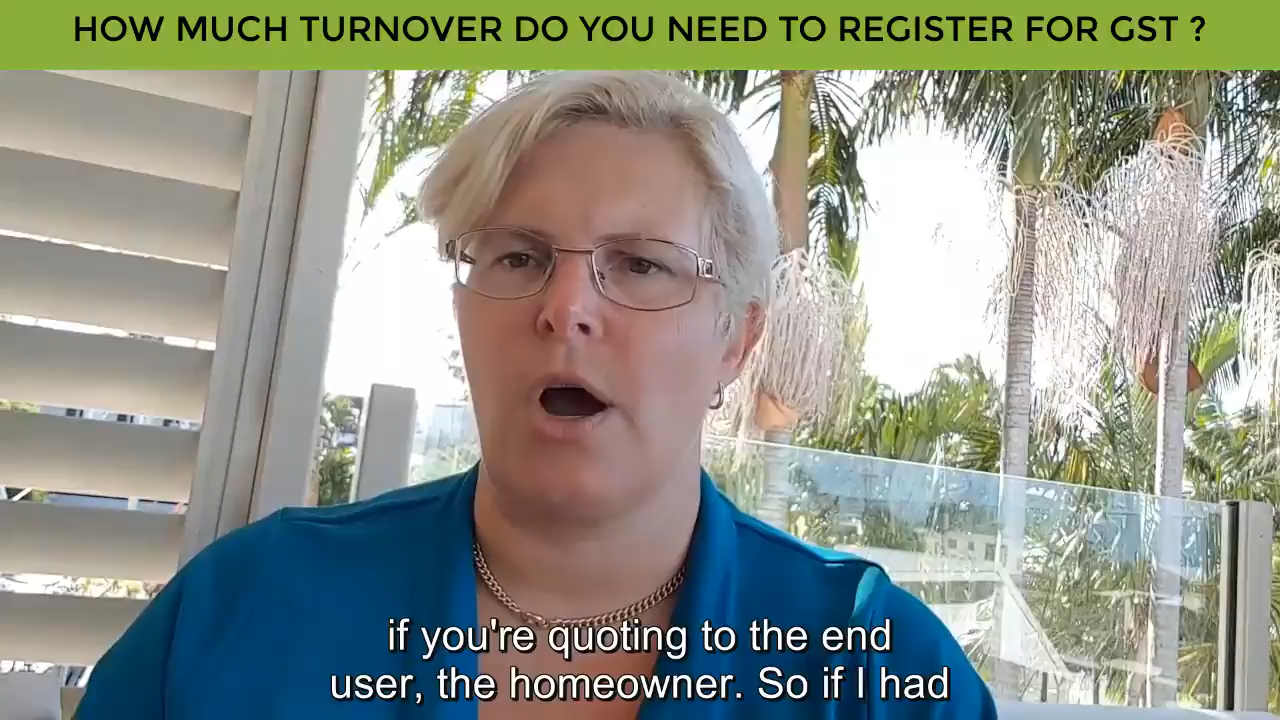 HOW MUCH TURNOVER DO YOU NEED TO REGISTER FOR GST ?
if you're quoting to the end
user, the homeowner. So if I had